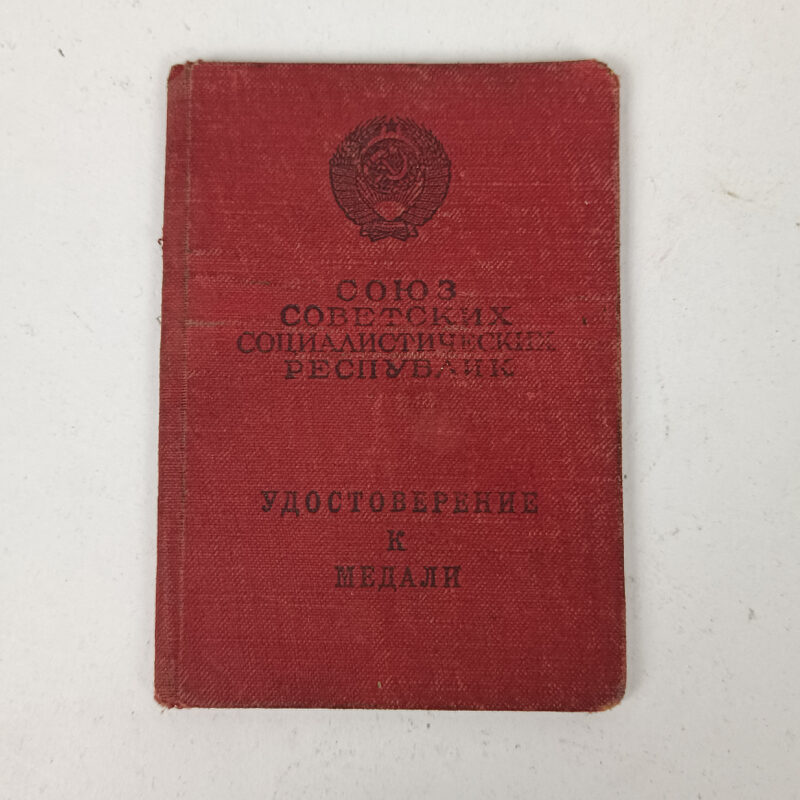 СОЮЗ
СОВЕТСКИХ
СОЦИАЛИСТИЧЕСКИХ
РЕСПУБЛИК
УДОСТОВЕРЕНИЕ
К
МЕДАЛИ